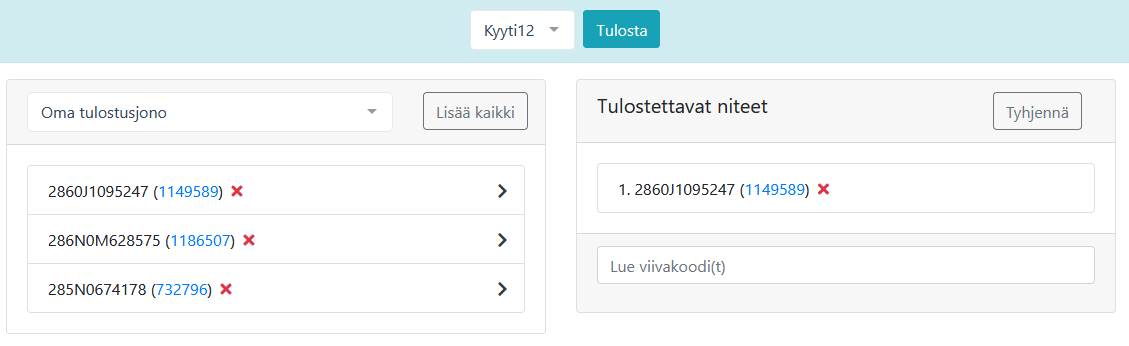 Kyyti12 Tulosta
Oma tulostusjono Lisää kaikki
2860J1095247 (1149589)
286N0M628575 (1186507)
285N0674178 (732796)
Tulostettavat niteet Tyhjennä
1. 2860J1095247 (1149589)
Lue viivakoodi(t)